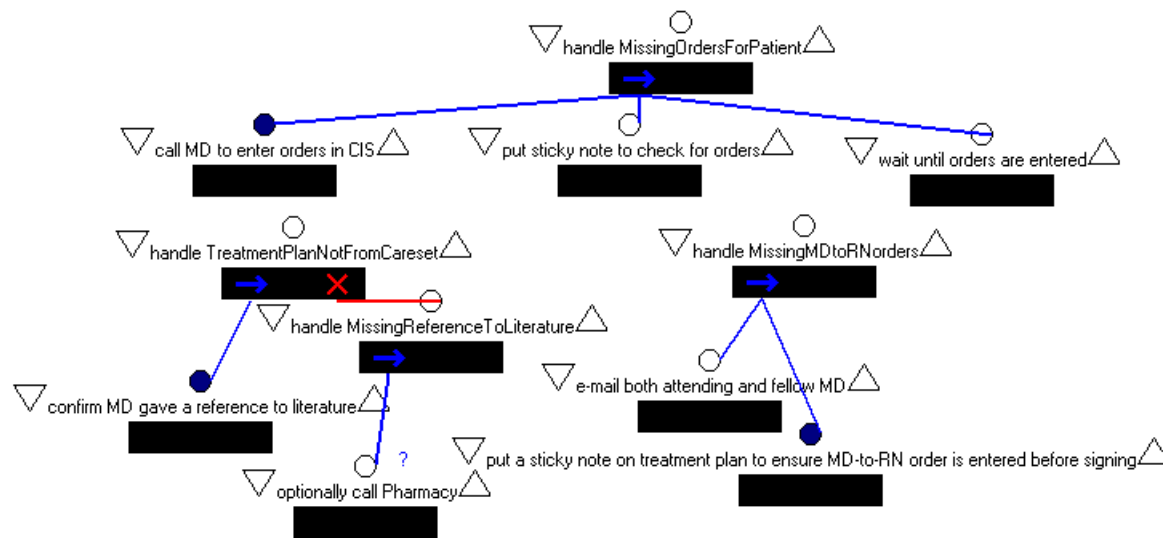 handle MissingOrdersForPatient
call MD to enter orders in CIS
put sticky note to check for orders
wait until orders are entered
handle TreatmentPlanNotFromCareset
handle MissingMDtoRNorders
handle MissingReferenceToLiterature
confirm MD gave a reference to literature
e-mail both attending and fellow MD
?
put a sticky note on treatment plan to ensure MD-to-RN order is entered before signing
optionally call Pharmacy